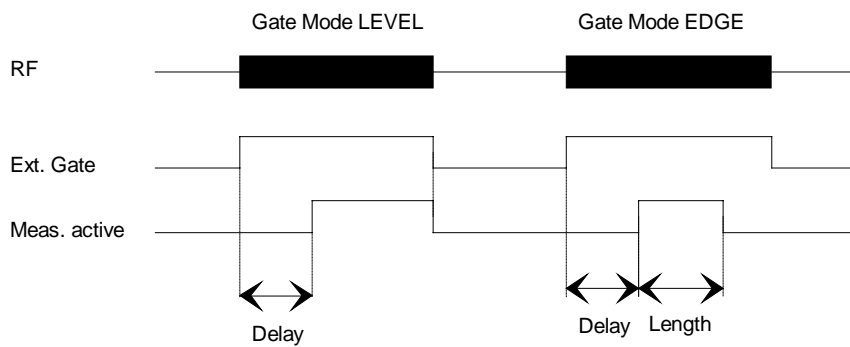 Gate Mode LEVEL
Gate Mode EDGE
RF
Ext. Gate
Meas. active
Delay
Delay
Length